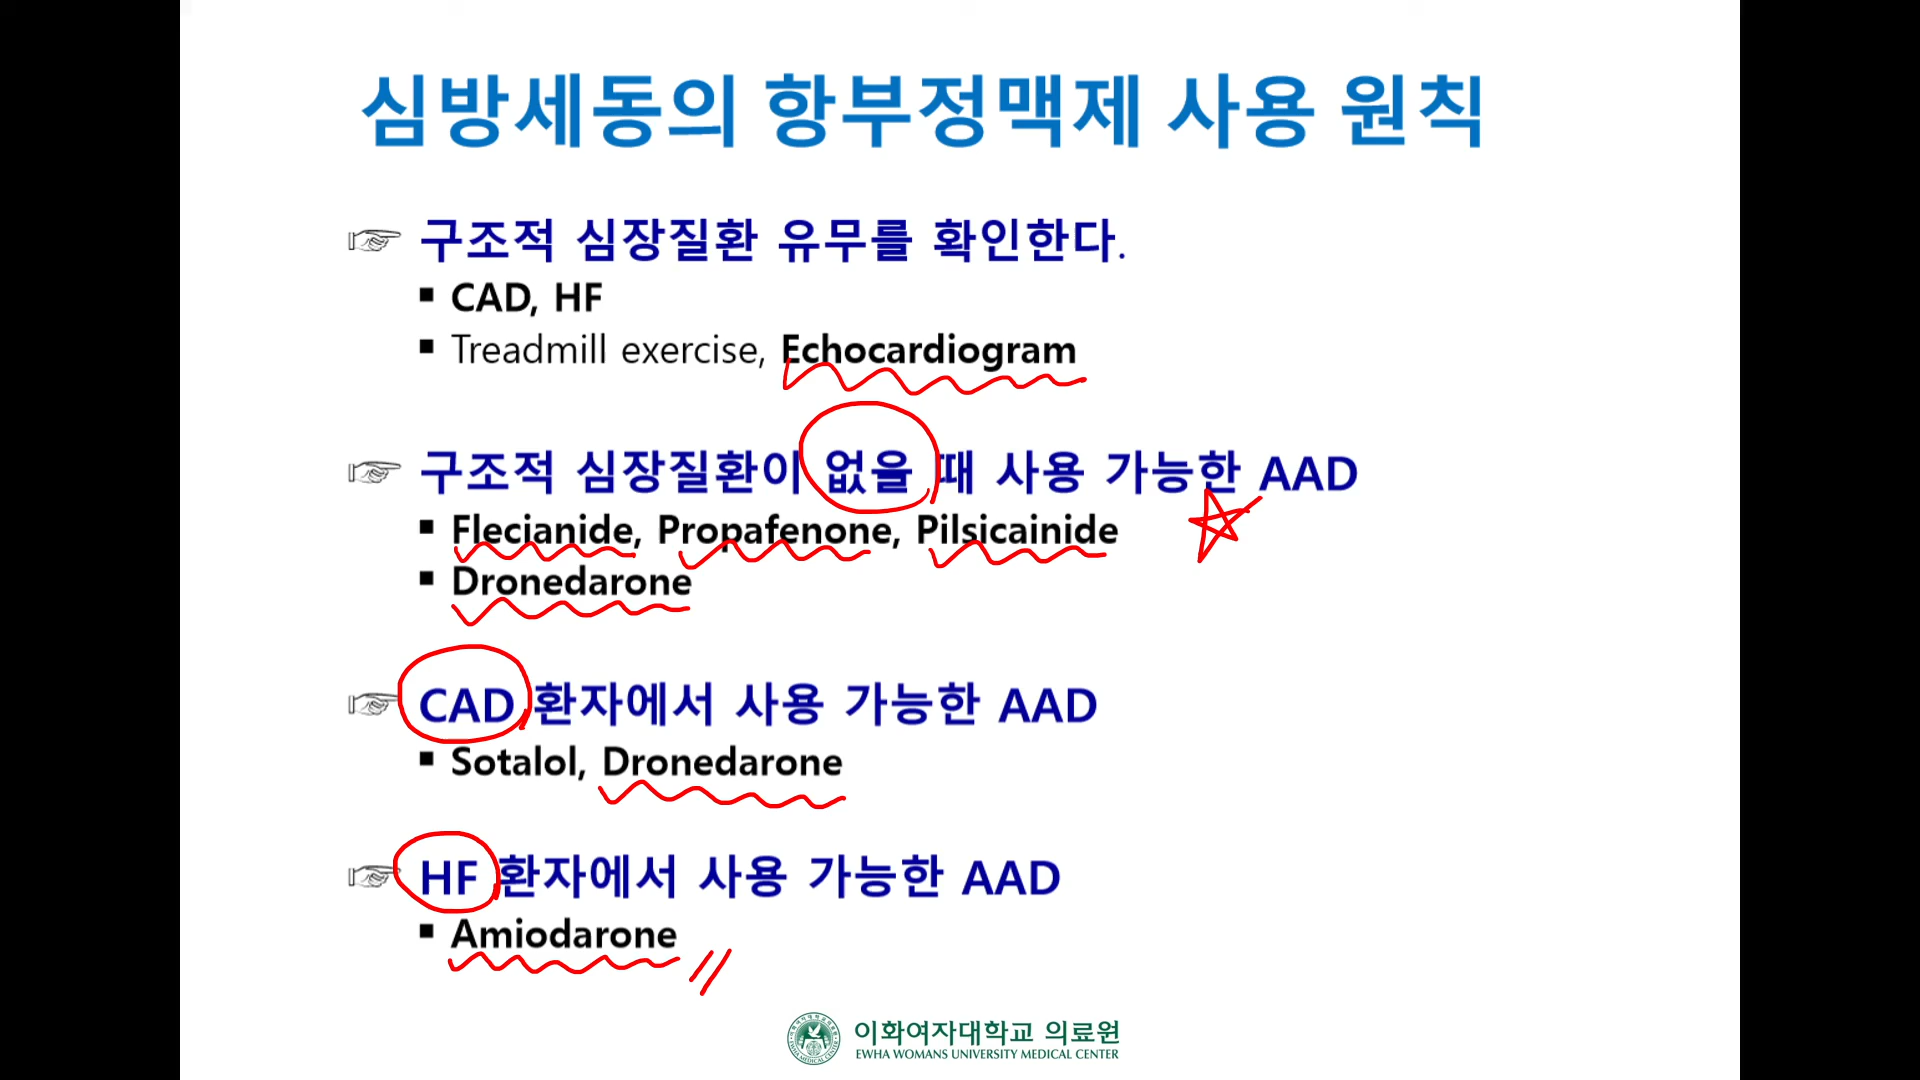 심방세동의 항부정맥제 사용 원칙
구조적 심장질환 유무를 확인한다.
CAD, HF
Treadmill exercise, Echocardiogram
구조적 심장질환이 없을 때 사용 가능한 AAD
Flecianide, Propafenone, Pilsicainide
Dronedarone
CAD 환자에서 사용 가능한 AAD
Sotalol, Dronedarone
HF 환자에서 사용 가능한 AAD
Amiodarone
이화여자대학교 의료원
EWHA WOMANS UNIVERSITY MEDICAL CENTER